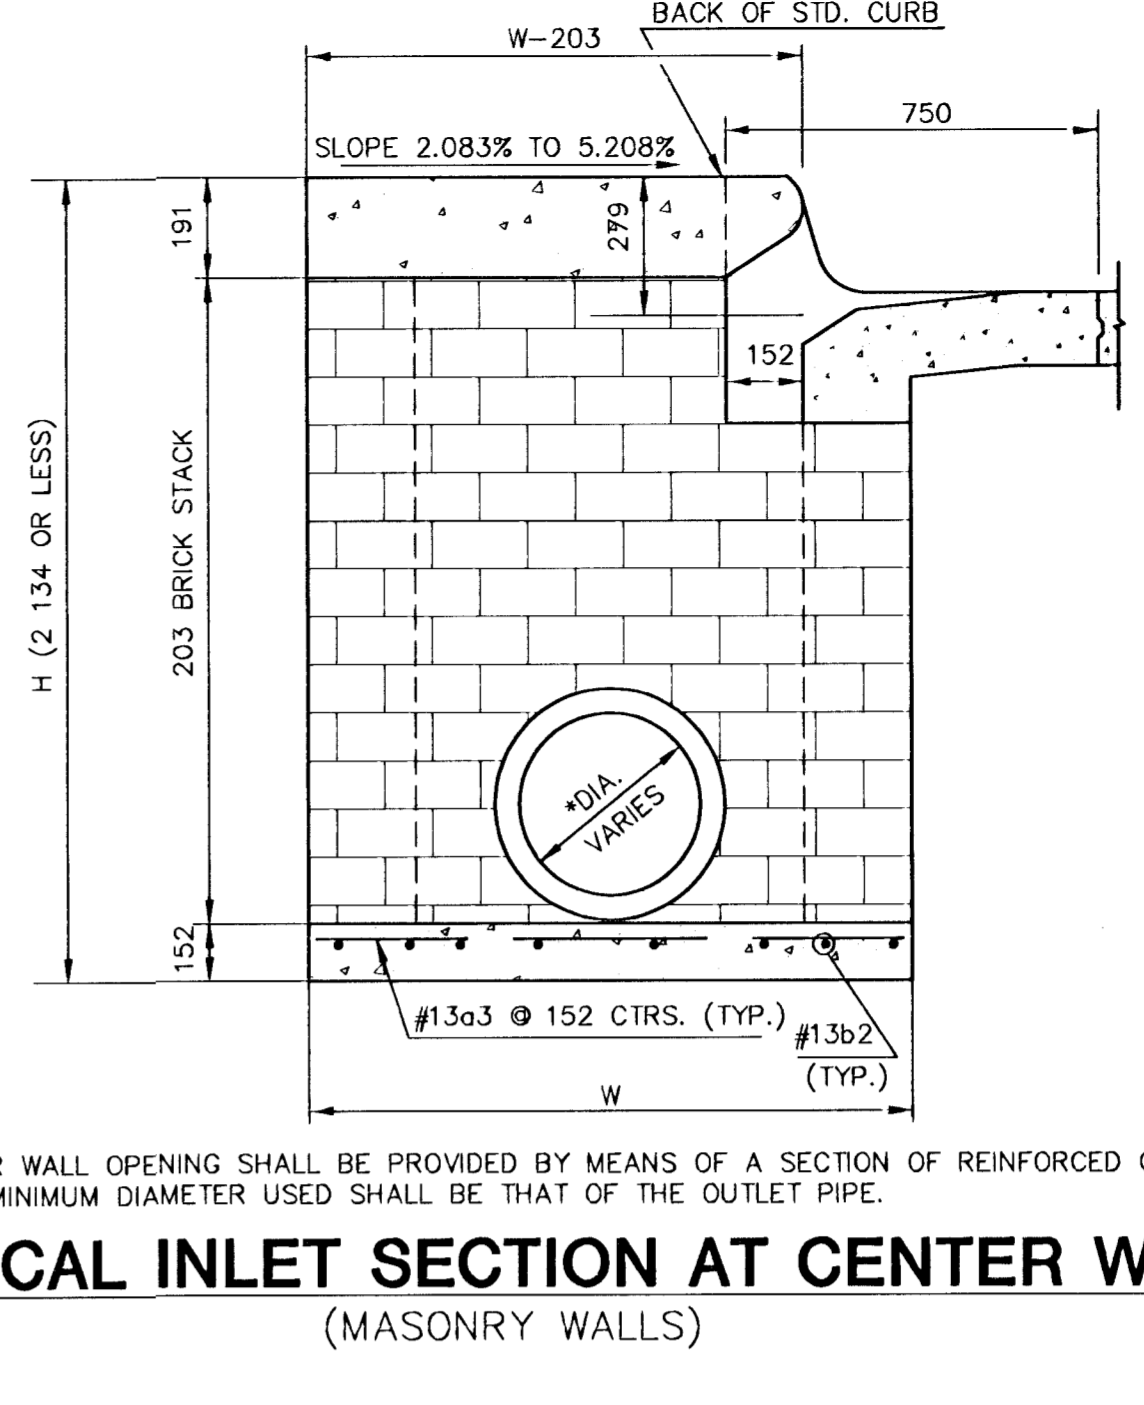 BACK OF STD. CURB
W-203
750
SLOPE 2.083% TO 5.208%
191
279
152
H (2 134 OR LESS)
203 BRICK STACK
*DIA.
VARIES
152
#13a3 @ 152 CTRS. (TYP.)
#13b2
(TYP.)
W
R WALL OPENING SHALL BE PROVIDED BY MEANS OF A SECTION OF REINFORCED
MINIMUM DIAMETER USED SHALL BE THAT OF THE OUTLET PIPE.
CAL INLET SECTION AT CENTER W
(MASONRY WALLS)